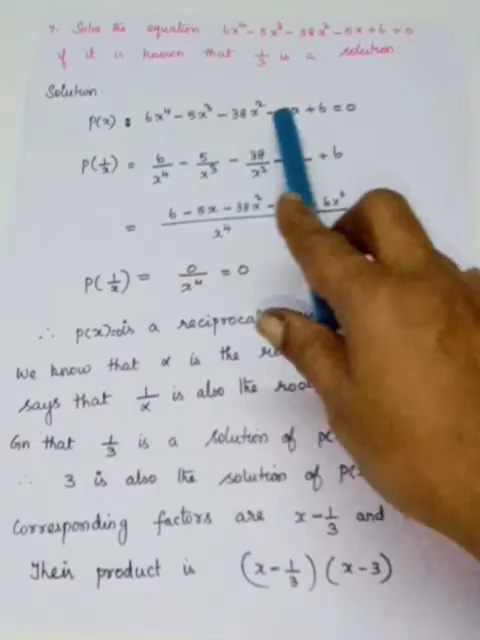 7. Solve the equation 6x⁴ - 5x³ - 38x² - 5x + 6 = 0
if it is known that 1/3 is a solution
Solution
P(x) : 6x⁴ - 5x³ - 38x² - x + 6 = 0
P(1/x) = 6/x⁴ - 5/x³ - 38/x² - + 6
= (6 - 5x - 38x² - 6x⁴)/x⁴
P(1/x) = 0/x⁴ = 0
∴ P(x)=0 is a
We know that α is the
says that 1/α is also the
Gn that 1/3 is a solution of
∴ 3 is also the solution of
Corresponding factors are x - 1/3 and
Their product is (x - 1/3)(x - 3)